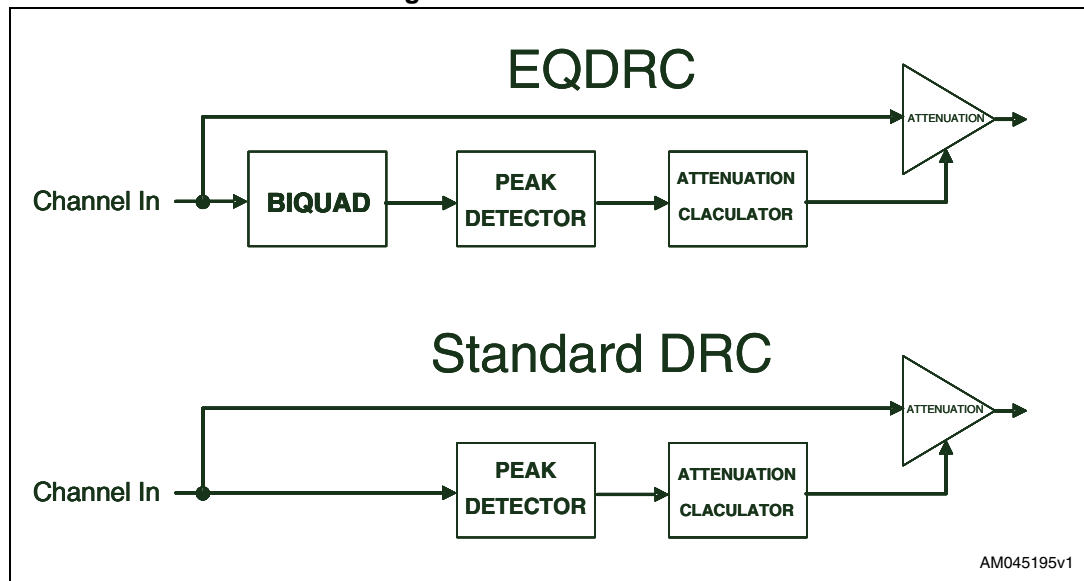 EQDRC
ATTENUATION
Channel In
BIQUAD
PEAK
DETECTOR
ATTENUATION
CLACULATOR
Standard DRC
ATTENUATION
Channel In
PEAK
DETECTOR
ATTENUATION
CLACULATOR
AM045195v1